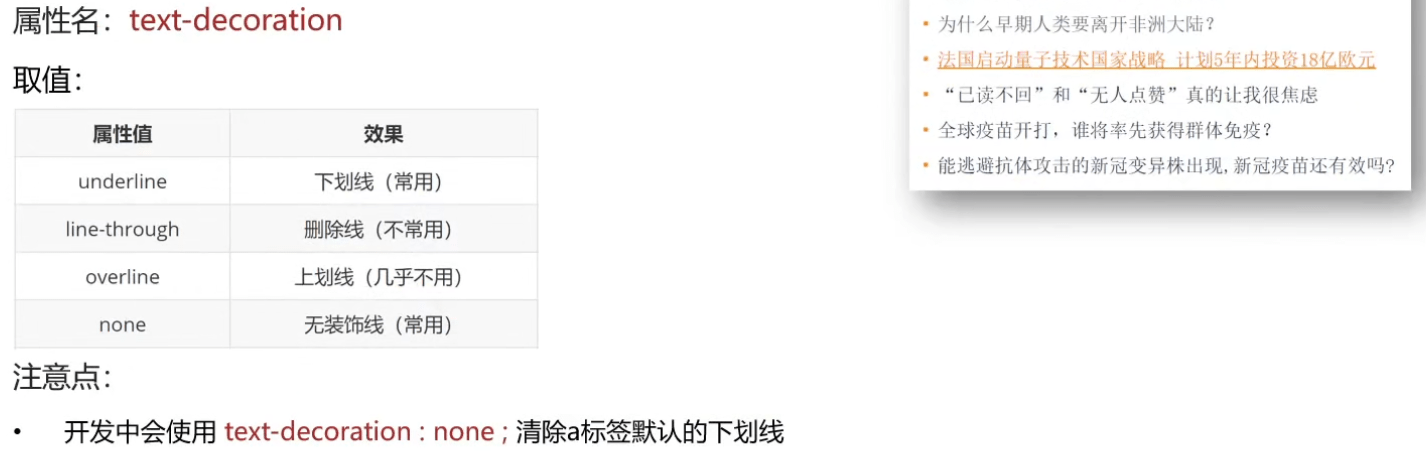 属性名：text-decoration
取值：
属性值 效果
underline 下划线（常用）
line-through 删除线（不常用）
overline 上划线（几乎不用）
none 无装饰线（常用）
注意点：
• 开发中会使用 text-decoration : none ; 清除a标签默认的下划线
• 为什么早期人类要离开非洲大陆？
• 法国启动量子技术国家战略 计划5年内投资18亿欧元
• “已读不回”和“无人点赞”真的让我很焦虑
• 全球疫苗开打，谁将率先获得群体免疫？
• 能逃避抗体攻击的新冠变异株出现,新冠疫苗还有效吗?